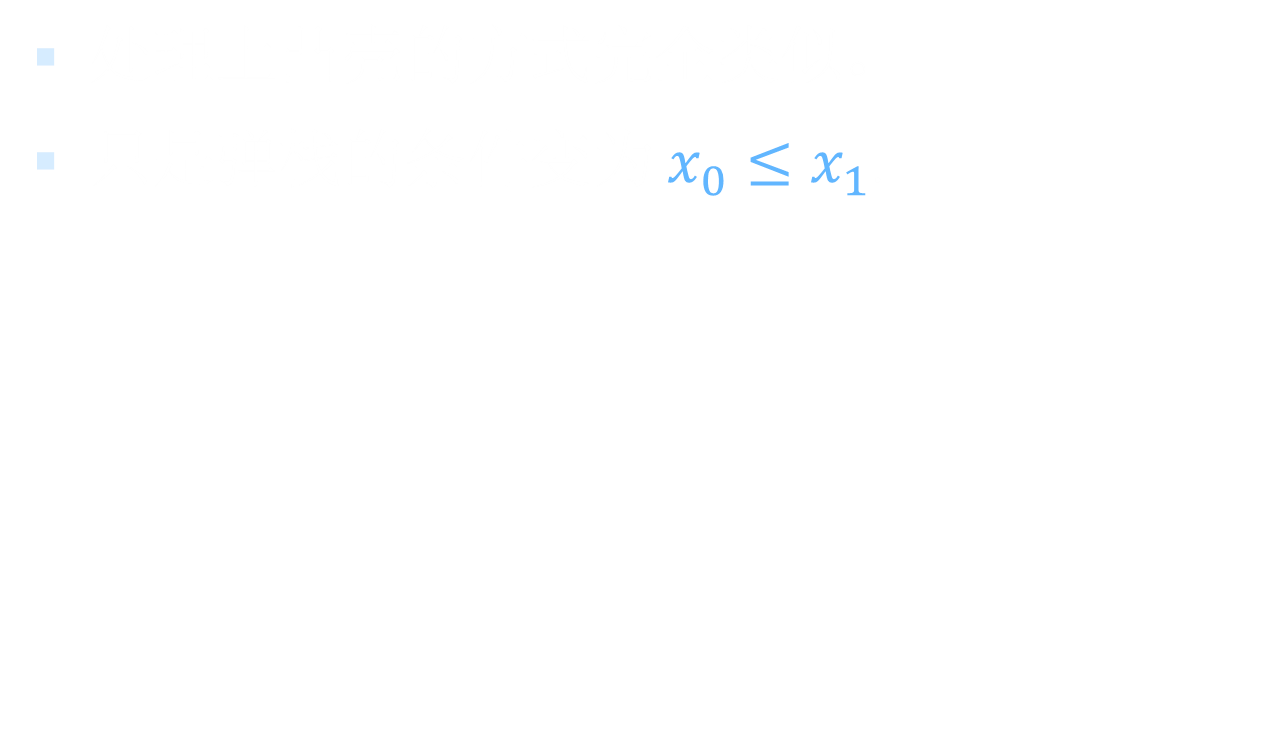 x₀ ≤ x₁